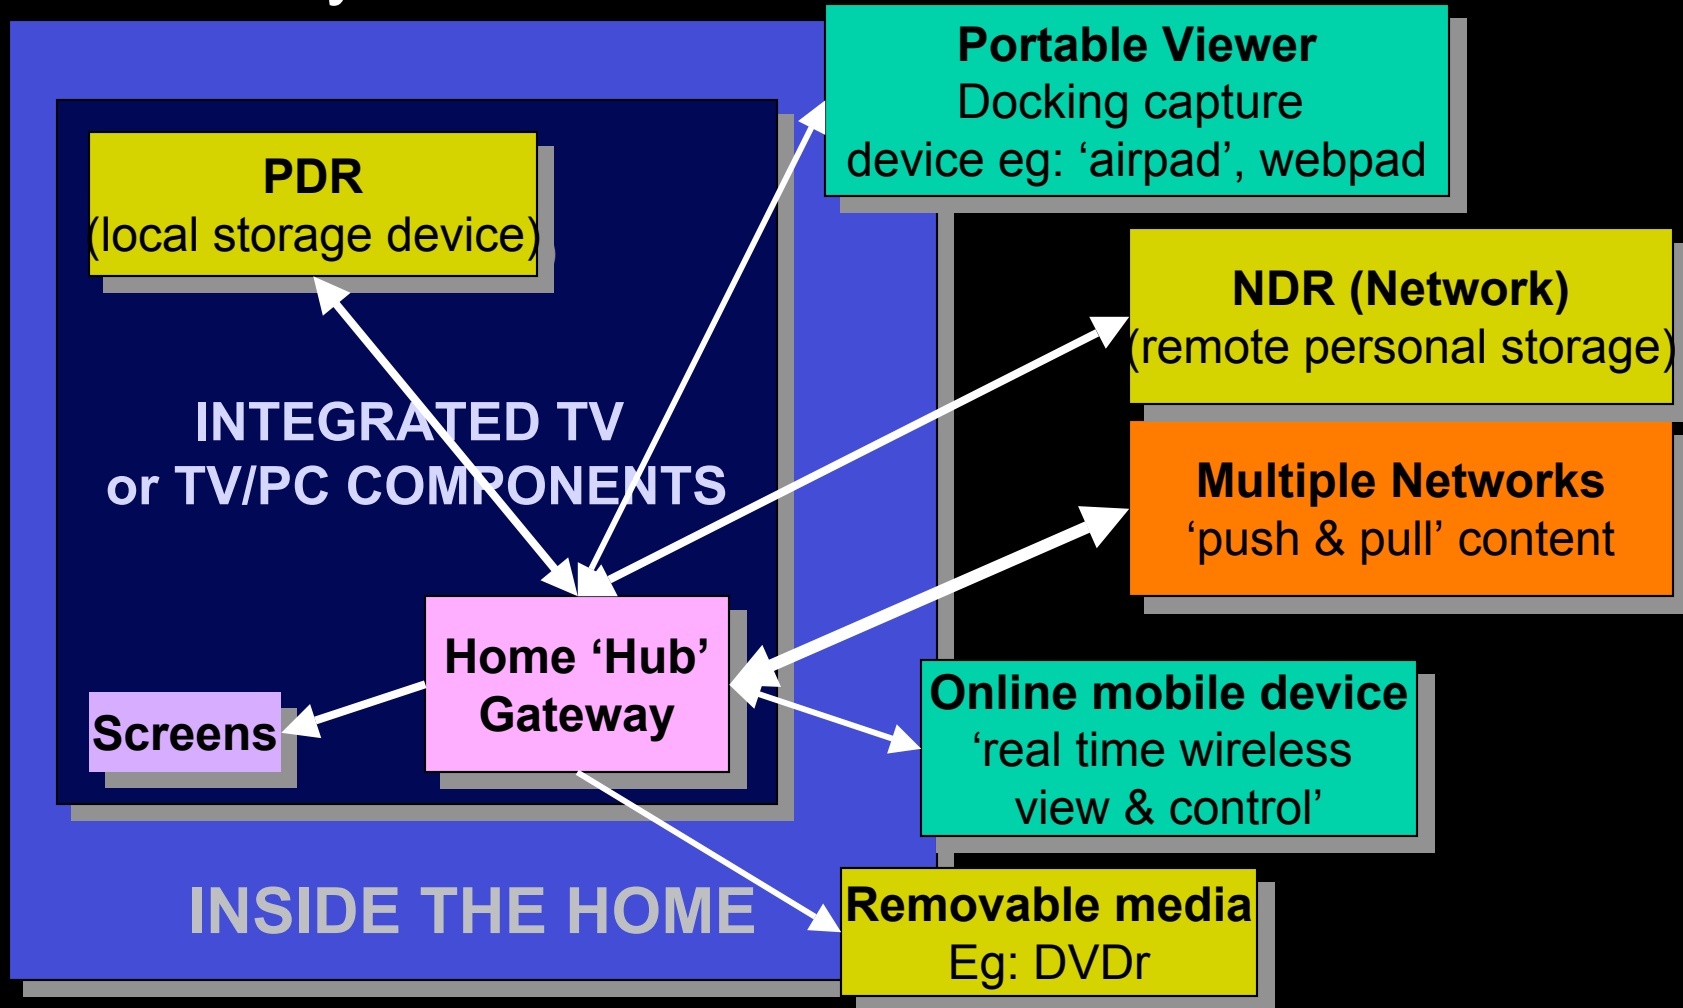 Portable Viewer
Docking capture
device eg: ‘airpad’, webpad
PDR
(local storage device)
NDR (Network)
(remote personal storage)
INTEGRATED TV
or TV/PC COMPONENTS
Multiple Networks
‘push & pull’ content
Home ‘Hub’
Gateway
Screens
Online mobile device
‘real time wireless
view & control’
INSIDE THE HOME
Removable media
Eg: DVDr